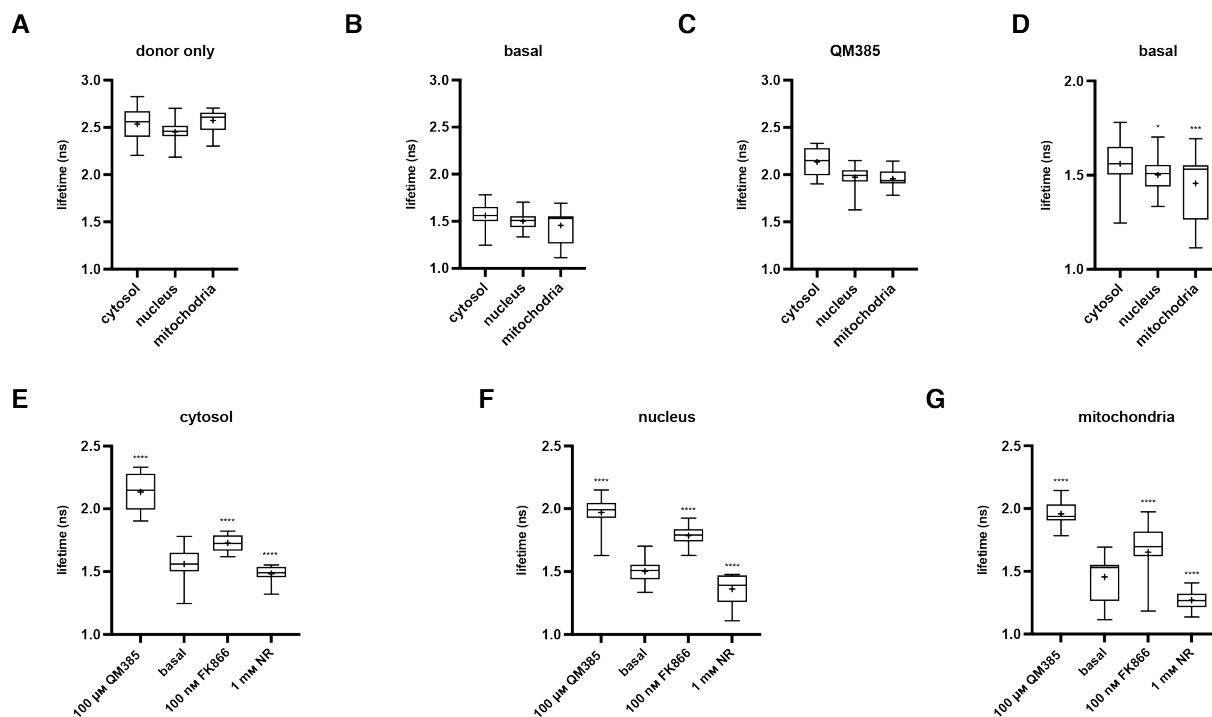 A
donor only
lifetime (ns)
3.0
2.5
2.0
1.5
1.0
cytosol
nucleus
mitochodria
B
basal
lifetime (ns)
3.0
2.5
2.0
1.5
1.0
cytosol
nucleus
mitochodria
C
QM385
lifetime (ns)
3.0
2.5
2.0
1.5
1.0
cytosol
nucleus
mitochodria
D
basal
lifetime (ns)
2.0
1.5
1.0
*
***
cytosol
nucleus
mitochodria
E
cytosol
lifetime (ns)
2.5
2.0
1.5
1.0
****
****
****
100 μM QM385
basal
100 nM FK866
1 mM NR
F
nucleus
lifetime (ns)
2.5
2.0
1.5
1.0
****
****
****
100 μM QM385
basal
100 nM FK866
1 mM NR
G
mitochondria
lifetime (ns)
2.5
2.0
1.5
1.0
****
****
****
100 μM QM385
basal
100 nM FK866
1 mM NR